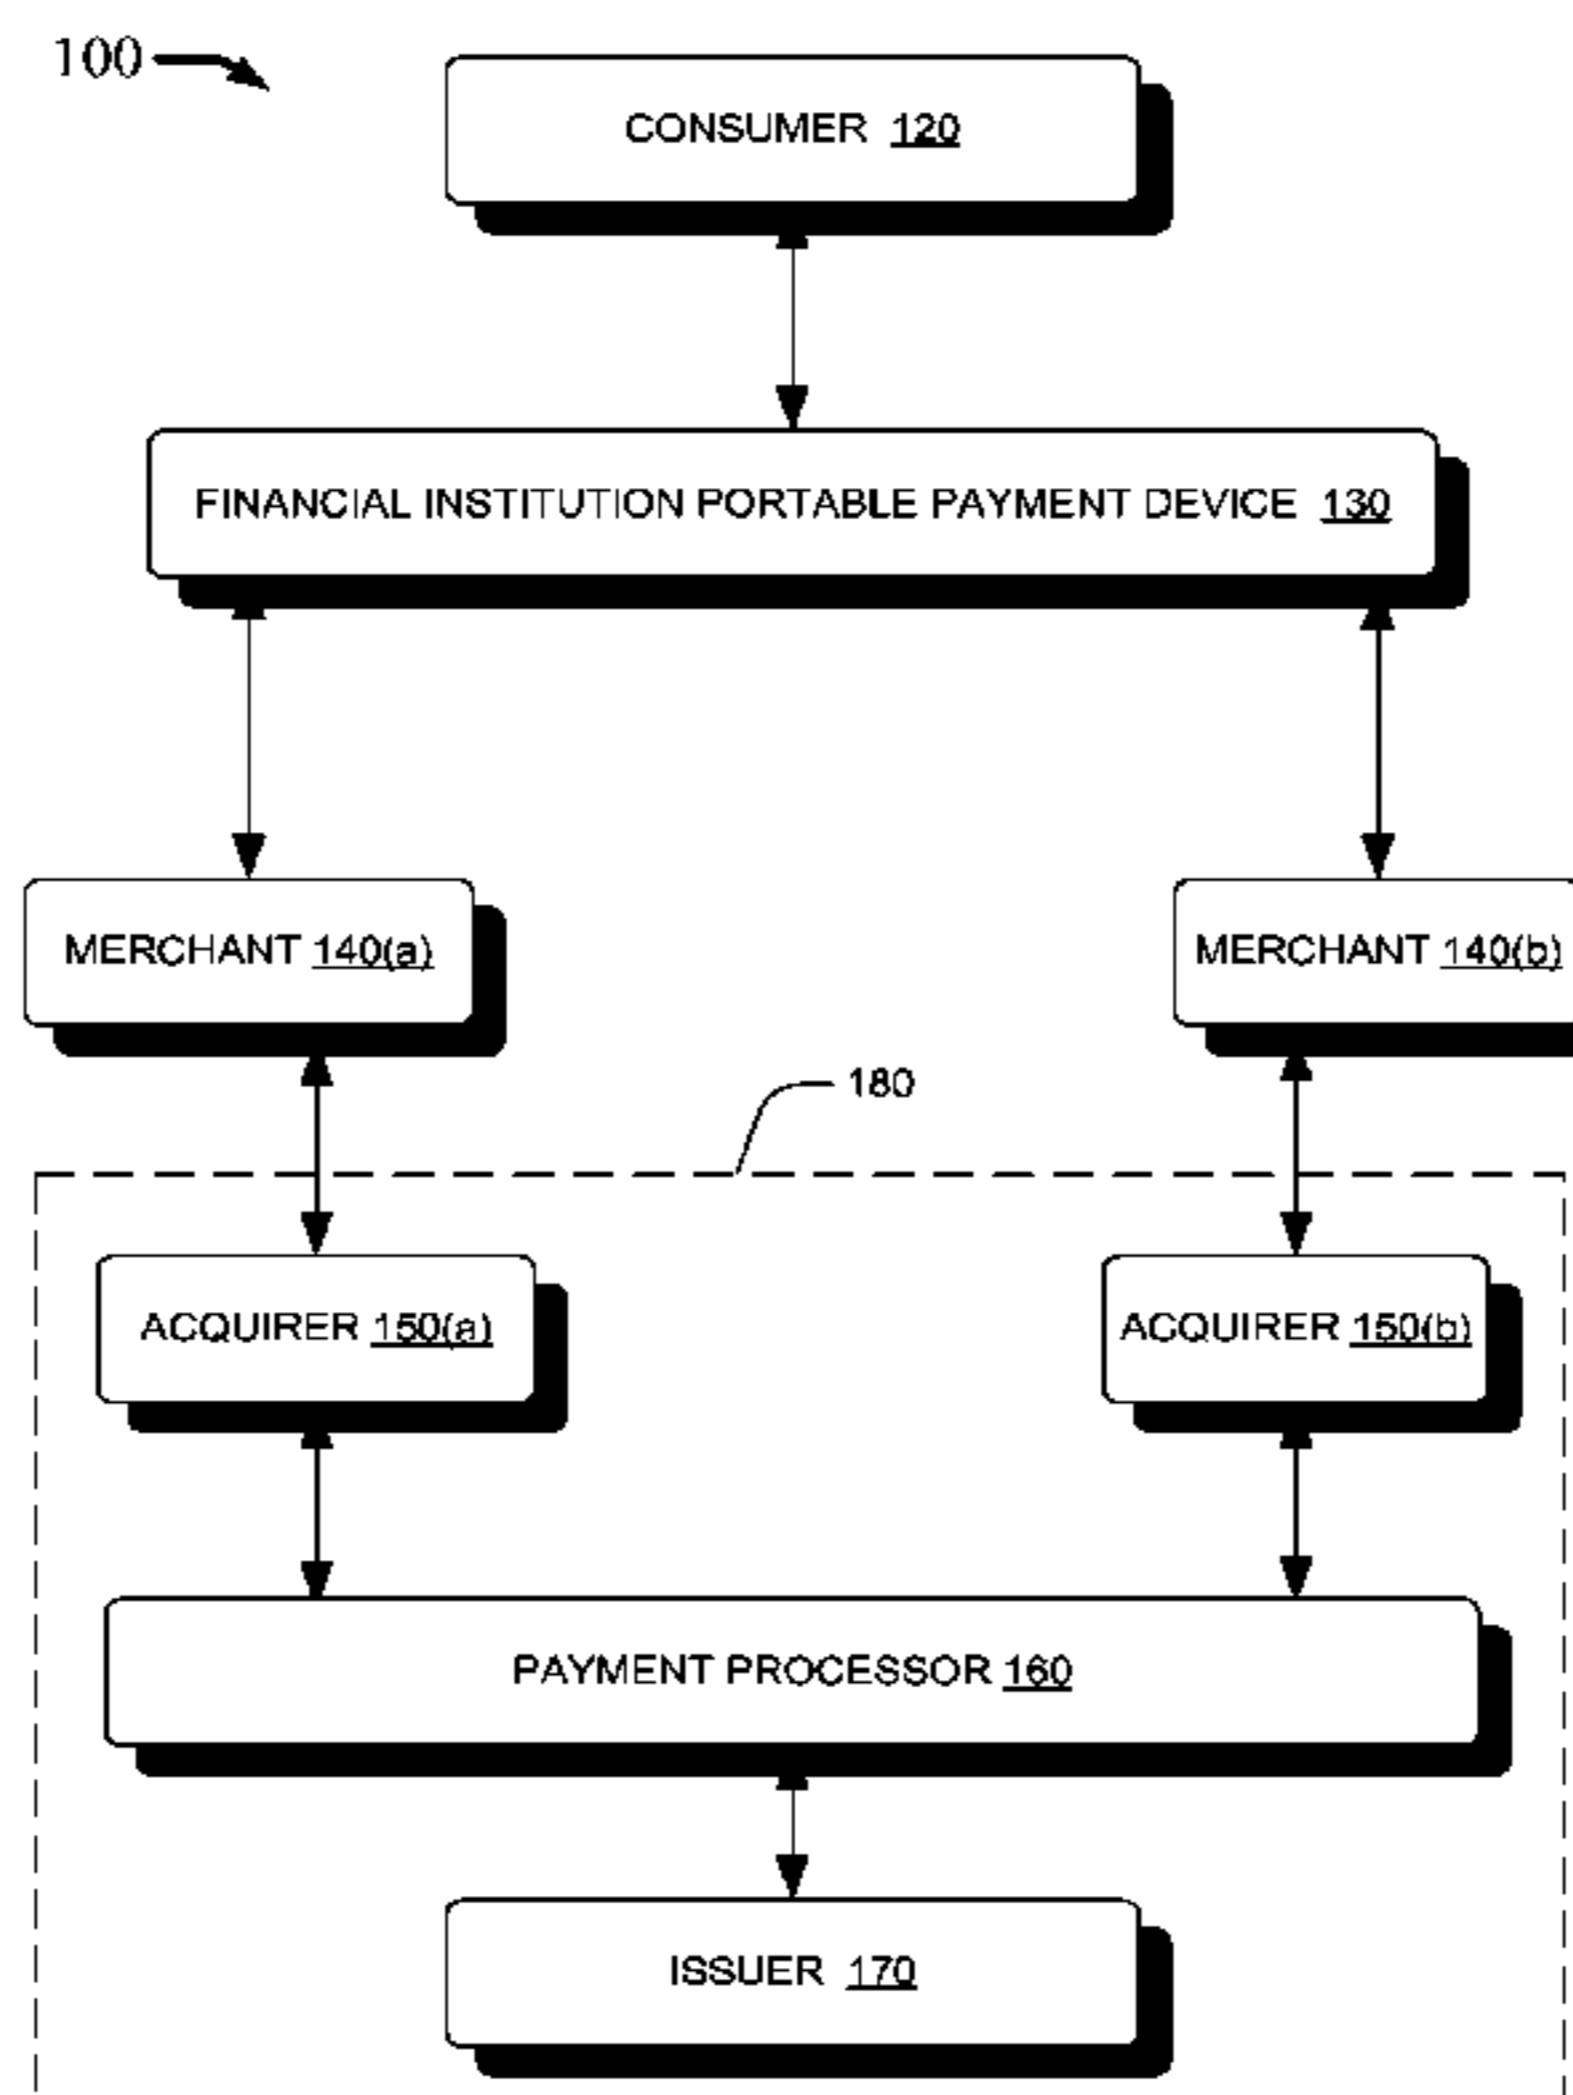 100
CONSUMER 120
FINANCIAL INSTITUTION PORTABLE PAYMENT DEVICE 130
MERCHANT 140(a)
MERCHANT 140(b)
180
ACQUIRER 150(a)
ACQUIRER 150(b)
PAYMENT PROCESSOR 160
ISSUER 170